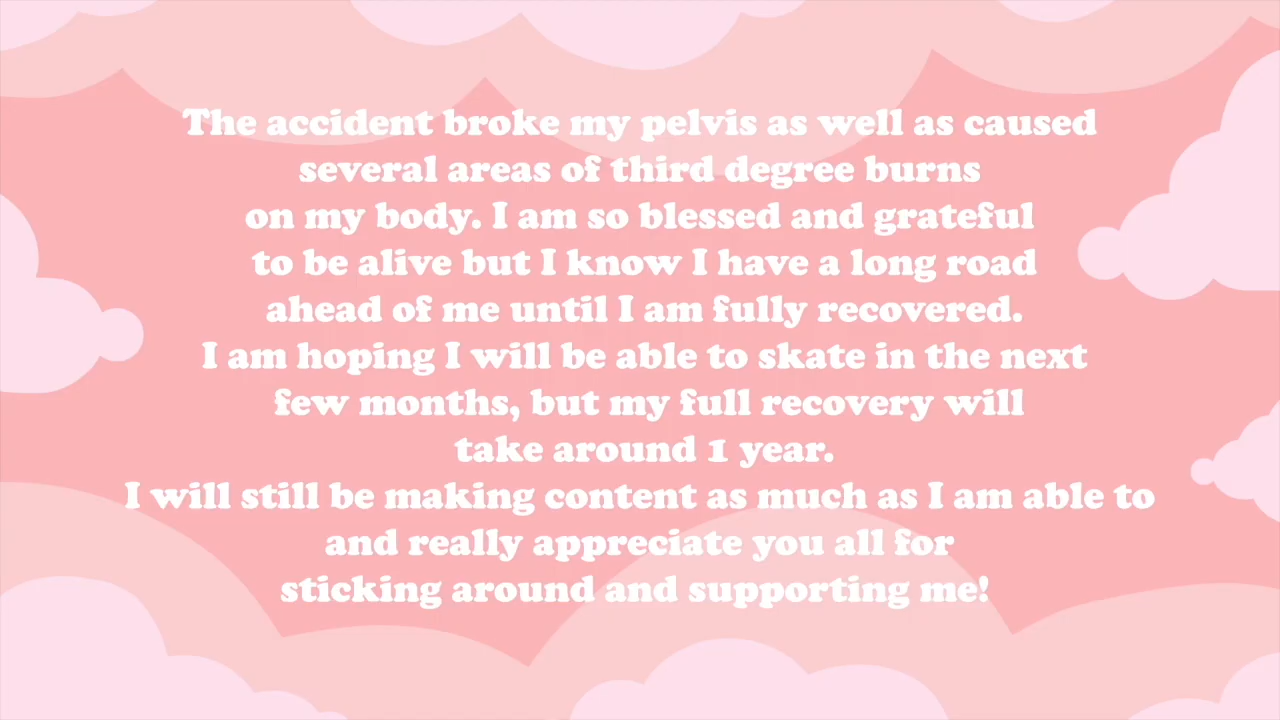 The accident broke my pelvis as well as caused
several areas of third degree burns
on my body. I am so blessed and grateful
to be alive but I know I have a long road
ahead of me until I am fully recovered.
I am hoping I will be able to skate in the next
few months, but my full recovery will
take around 1 year.
I will still be making content as much as I am able to
and really appreciate you all for
sticking around and supporting me!